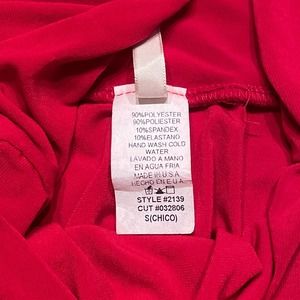 90%POLYESTER
90%POLIESTER
10%SPANDEX
10%ELASTANG
HAND WASH COLD
WATER
LAVADO A MANO
EN AGUA FRIA
MADE IN U.S.A
HECHO EN E.U.A
STYLE #2139
CUT #032806
S(CHICO)